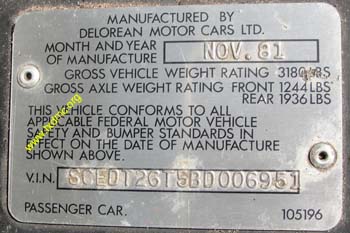 MANUFACTURED BY
DELOREAN MOTOR CARS LTD.
MONTH AND YEAR
OF MANUFACTURE NOV. 81
GROSS VEHICLE WEIGHT RATING 3180 LBS
GROSS AXLE WEIGHT RATING FRONT 1244 LBS
REAR 1936 LBS
THIS VEHICLE CONFORMS TO ALL
APPLICABLE FEDERAL MOTOR VEHICLE
SAFETY AND BUMPER STANDARDS IN
EFFECT ON THE DATE OF MANUFACTURE
SHOWN ABOVE.
V.I.N. SCEDT26T5BD006951
PASSENGER CAR. 105196